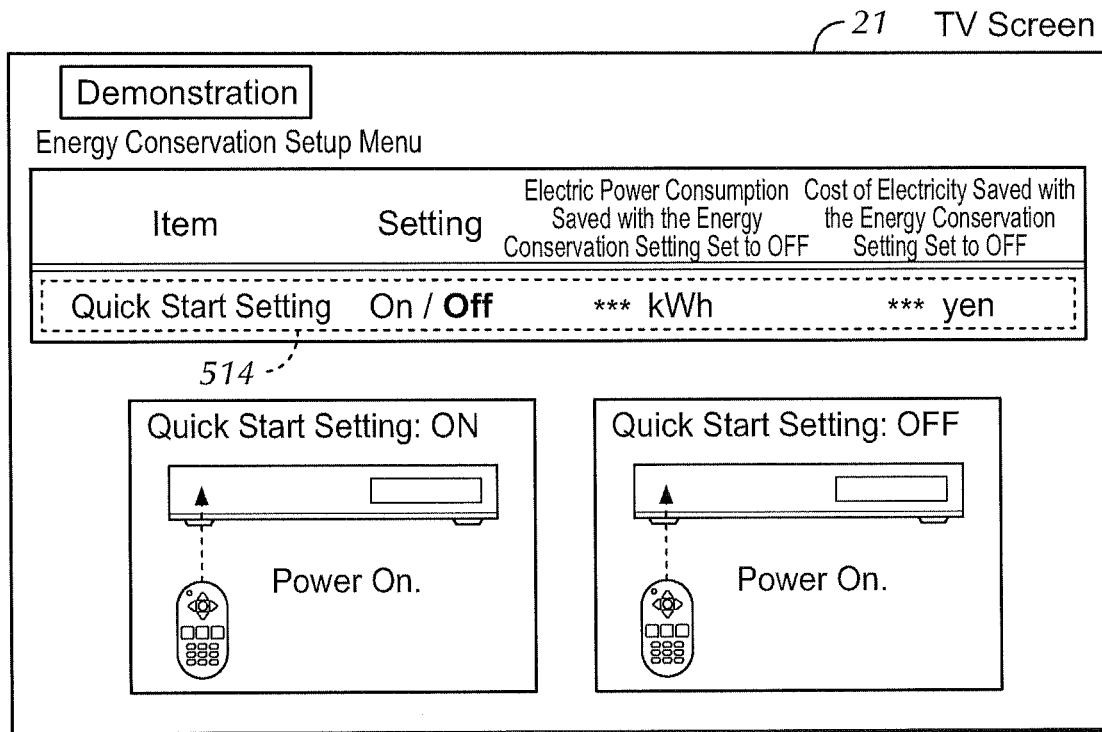 21 TV Screen
Demonstration
Energy Conservation Setup Menu
Item
Setting
Electric Power Consumption
Saved with the Energy
Conservation Setting Set to OFF
Cost of Electricity Saved with
the Energy Conservation
Setting Set to OFF
Quick Start Setting On / Off *** kWh *** yen
514
Quick Start Setting: ON
Power On.
Quick Start Setting: OFF
Power On.